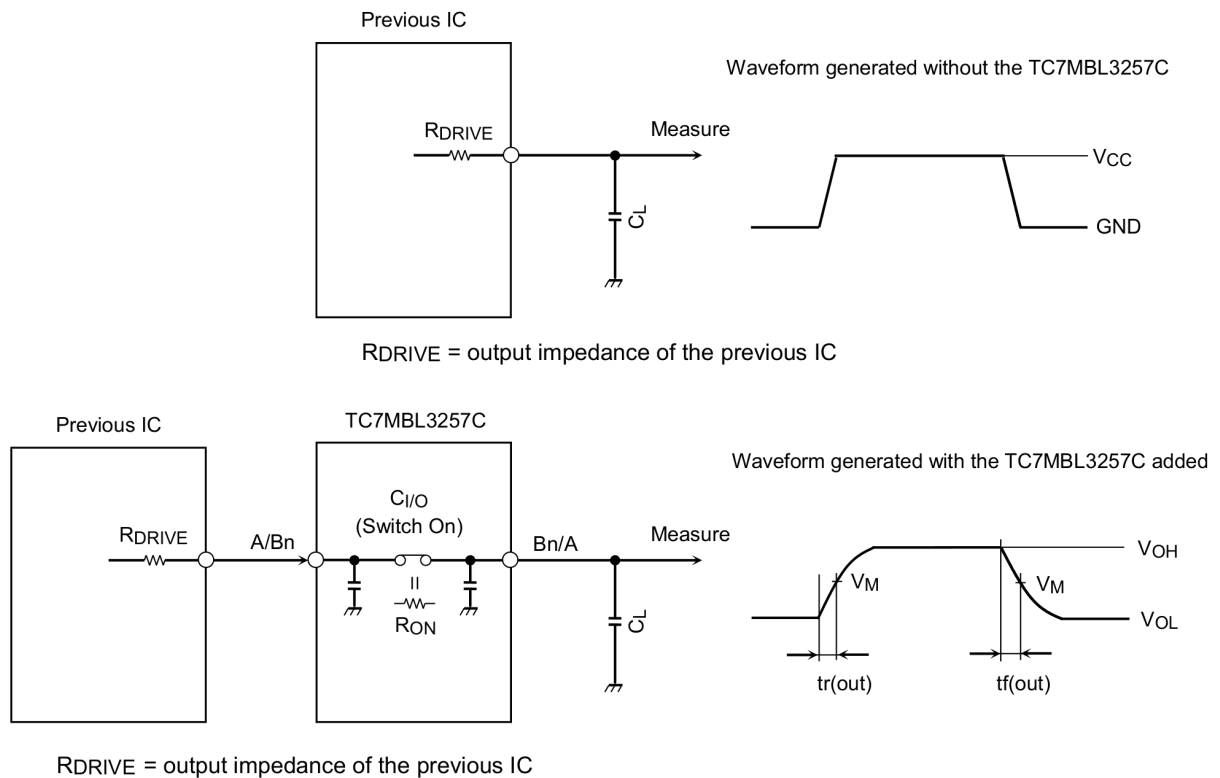 Previous IC
Waveform generated without the TC7MBL3257C
RDRIVE
Measure
VCC
CL
GND
RDRIVE = output impedance of the previous IC
Previous IC
TC7MBL3257C
Waveform generated with the TC7MBL3257C added
CI/O
(Switch On)
RDRIVE
A/Bn
Bn/A
Measure
VOH
VM
VM
=
RON
CL
VOL
tr(out)
tf(out)
RDRIVE = output impedance of the previous IC